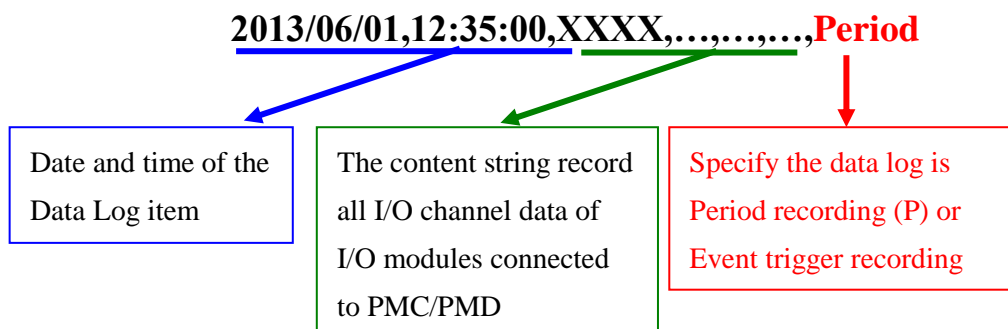 2013/06/01,12:35:00,XXXX,…,…,…,Period
Date and time of the
Data Log item
The content string record
all I/O channel data of
I/O modules connected
to PMC/PMD
Specify the data log is
Period recording (P) or
Event trigger recording